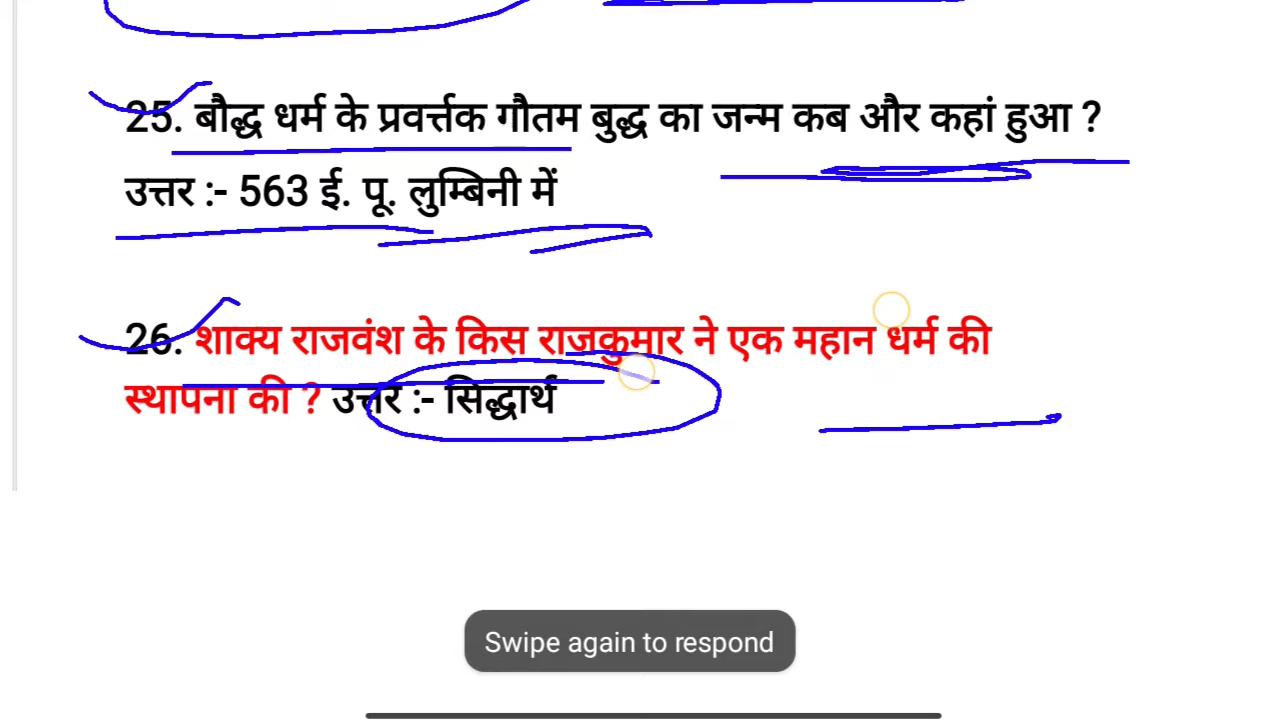 25. बौद्ध धर्म के प्रवर्त्तक गौतम बुद्ध का जन्म कब और कहां हुआ ?
उत्तर :- 563 ई. पू. लुम्बिनी में
26. शाक्य राजवंश के किस राजकुमार ने एक महान धर्म की
स्थापना की ? उत्तर :- सिद्धार्थ
Swipe again to respond